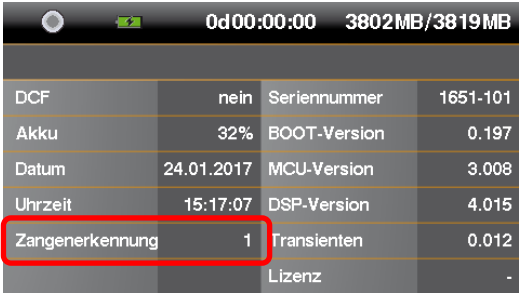 0d00:00:00 3802MB/3819MB
DCF nein Seriennummer 1651-101
Akku 32% BOOT-Version 0.197
Datum 24.01.2017 MCU-Version 3.008
Uhrzeit 15:17:07 DSP-Version 4.015
Zangenerkennung 1 Transienten 0.012
Lizenz -